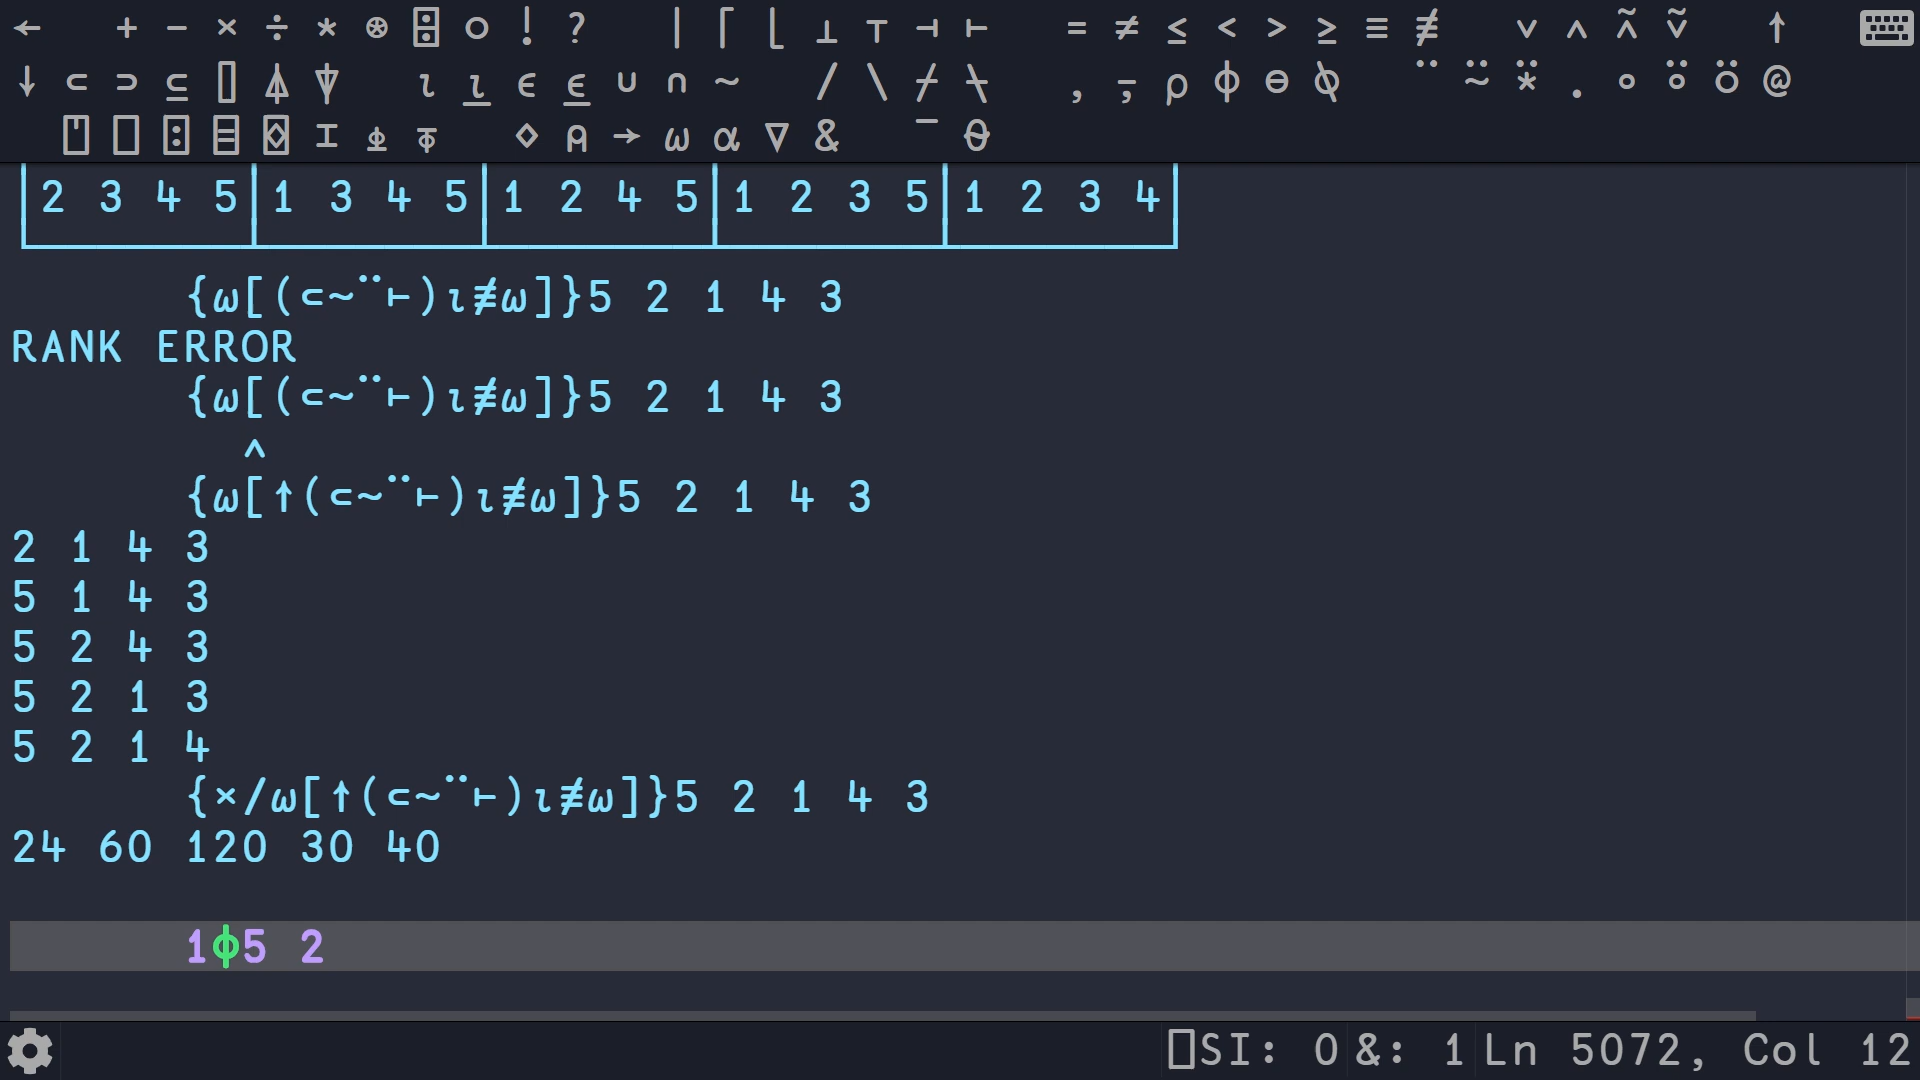 ← + − × ÷ * ⍟ ⌹ ○ ! ? | ⌈ ⌊ ⊥ ⊤ ⊣ ⊢ = ≠ ≤ < > ≥ ≡ ≢ ∨ ∧ ⍲ ⍱ ↑
↓ ⊂ ⊃ ⊆ ⌷ ⍋ ⍒ ⍳ ⍸ ∊ ⍷ ∪ ∩ ~ / \ ⌿ ⍀ , ⍪ ⍴ ⌽ ⊖ ⍉ ¨ ⍨ ⍣ . ∘ ⍤ ⍥ @
⍞ ⎕ ⍠ ⌸ ⌺ ⌶ ⍎ ⍕ ⋄ ⍝ → ⍵ ⍺ ∇ & ¯ ⍬
│2 3 4 5│1 3 4 5│1 2 4 5│1 2 3 5│1 2 3 4│
{⍵[(⊂~¨⊢)⍳≢⍵]}5 2 1 4 3
RANK ERROR
{⍵[(⊂~¨⊢)⍳≢⍵]}5 2 1 4 3
∧
{⍵[↑(⊂~¨⊢)⍳≢⍵]}5 2 1 4 3
2 1 4 3
5 1 4 3
5 2 4 3
5 2 1 3
5 2 1 4
{×/⍵[↑(⊂~¨⊢)⍳≢⍵]}5 2 1 4 3
24 60 120 30 40
1⌽5 2
⎕SI: 0 &: 1 Ln 5072, Col 12